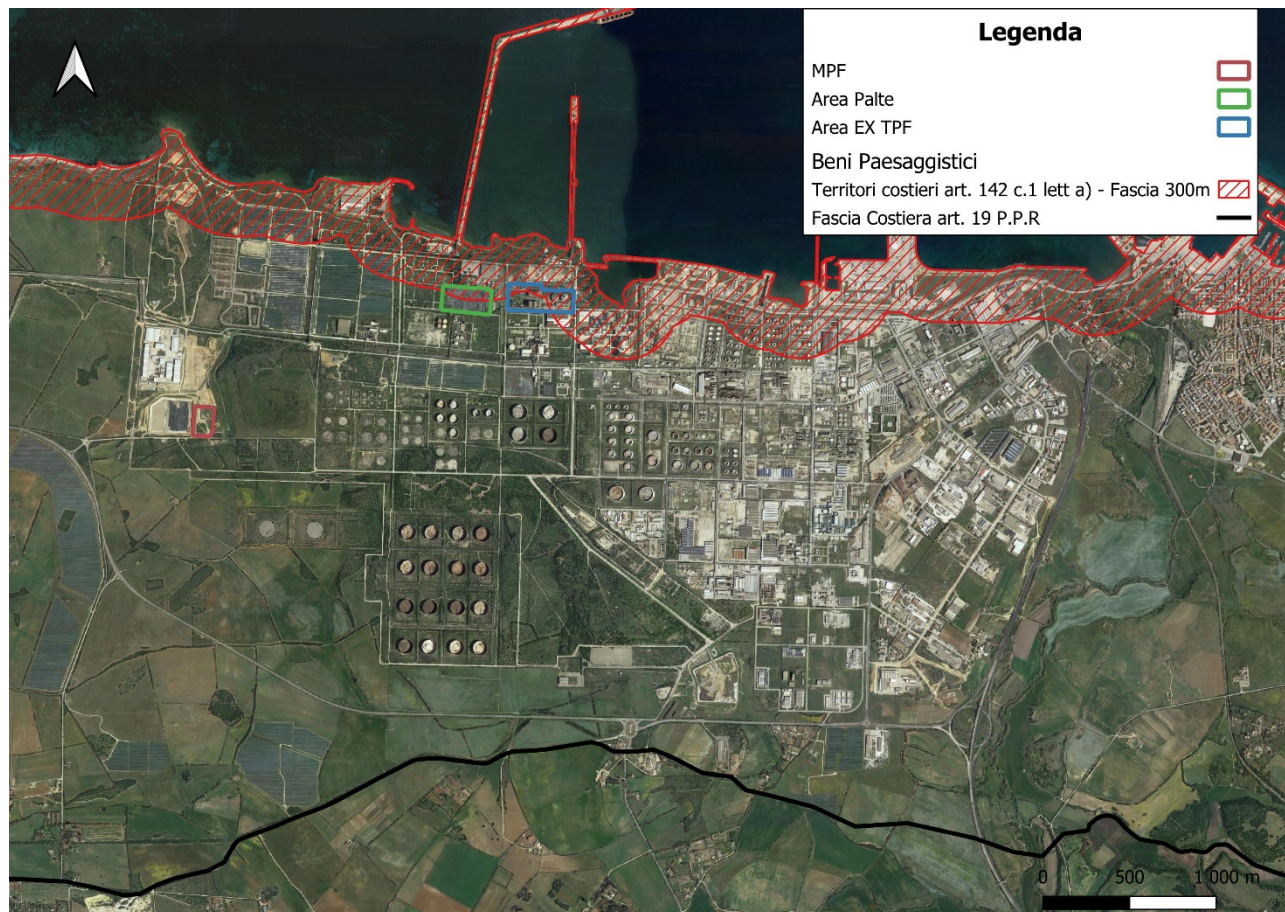 Legenda
MPF
Area Palte
Area EX TPF
Beni Paesaggistici
Territori costieri art. 142 c.1 lett a) - Fascia 300m
Fascia Costiera art. 19 P.P.R
0 500 1 000 m